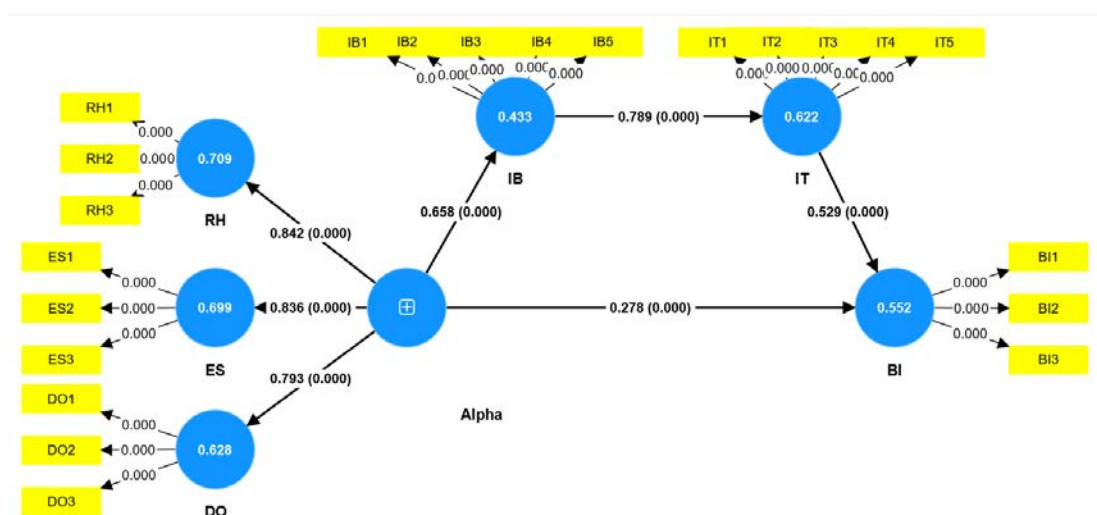 IB1 IB2 IB3 IB4 IB5
IT1 IT2 IT3 IT4 IT5
0.000 0.000 0.000
0.000 0.000
RH1
0.000
RH2 0.000 0.709
0.000
RH3
RH
0.433
IB
0.789 (0.000)
0.622
IT
0.658 (0.000)
0.529 (0.000)
0.842 (0.000)
ES1
0.000
ES2 0.000 0.699
0.000
ES3
ES
0.836 (0.000)
0.278 (0.000)
0.552
BI
0.000 BI1
0.000 BI2
0.000 BI3
0.793 (0.000)
Alpha
DO1
0.000
DO2 0.000 0.628
0.000
DO3
DO